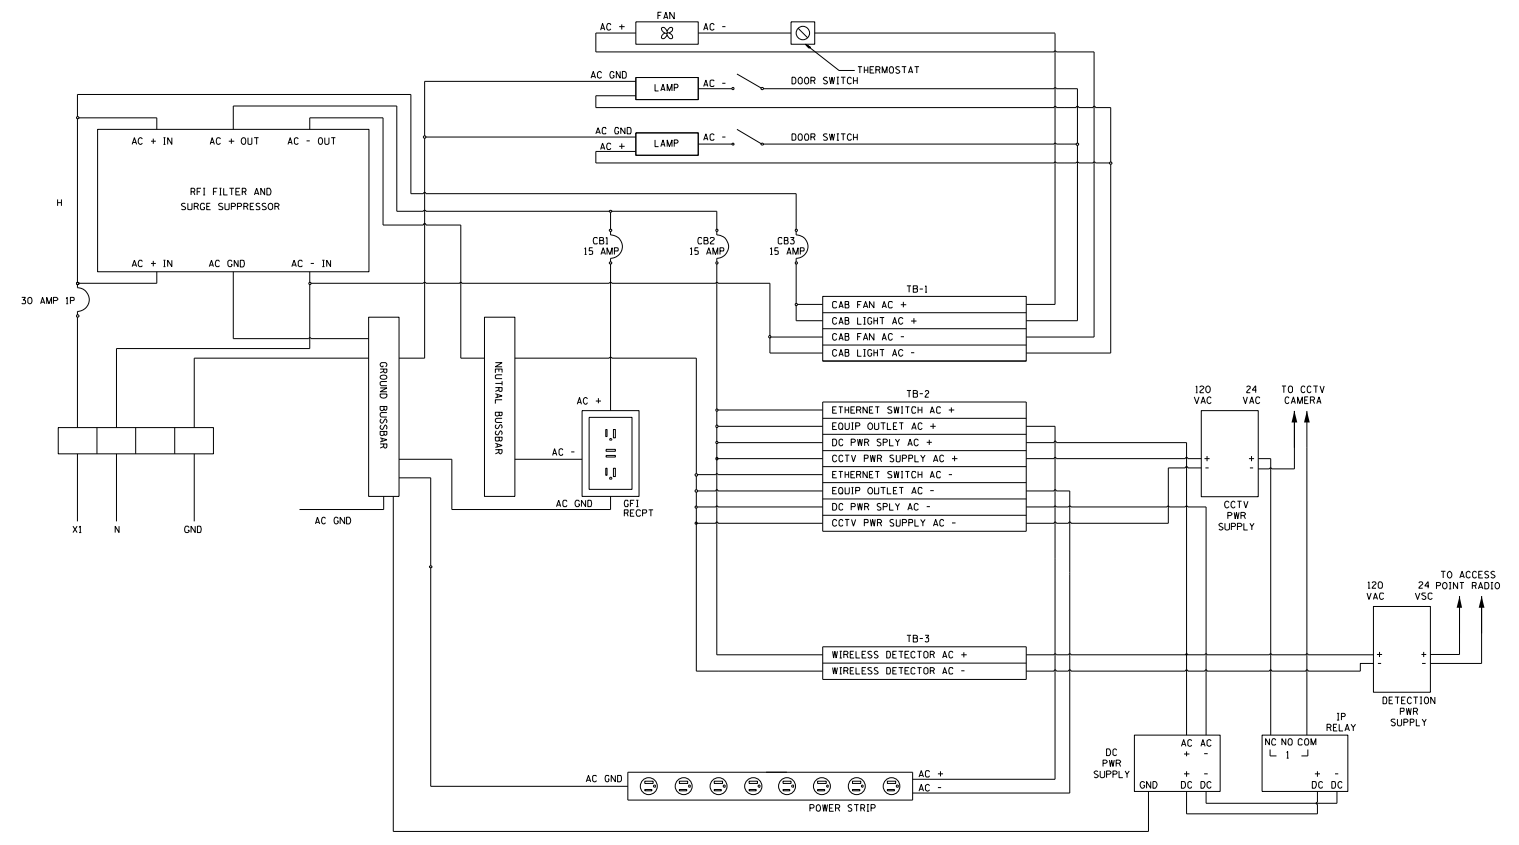 FAN
AC +
AC -
THERMOSTAT
AC GND
LAMP
AC -
DOOR SWITCH
AC GND
AC +
LAMP
AC -
DOOR SWITCH
AC + IN
AC + OUT
AC - OUT
RFI FILTER AND
SURGE SUPPRESSOR
H
AC + IN
AC GND
AC - IN
30 AMP 1P
CB1
15 AMP
CB2
15 AMP
CB3
15 AMP
TB-1
CAB FAN AC +
CAB LIGHT AC +
CAB FAN AC -
CAB LIGHT AC -
GROUND BUSSBAR
NEUTRAL BUSSBAR
AC +
AC -
AC GND
GFI
RECPT
AC GND
X1
N
GND
TB-2
ETHERNET SWITCH AC +
EQUIP OUTLET AC +
DC PWR SPLY AC +
CCTV PWR SUPPLY AC +
ETHERNET SWITCH AC -
EQUIP OUTLET AC -
DC PWR SPLY AC -
CCTV PWR SUPPLY AC -
120
VAC
24
VAC
TO CCTV
CAMERA
+
-
+
-
CCTV
PWR
SUPPLY
TB-3
WIRELESS DETECTOR AC +
WIRELESS DETECTOR AC -
120
VAC
24
VSC
TO ACCESS
POINT RADIO
+
-
+
-
DETECTION
PWR
SUPPLY
IP
RELAY
NC NO COM
1
+ -
DC DC
DC
PWR
SUPPLY
AC AC
+ -
+ -
GND DC DC
AC GND
AC +
AC -
POWER STRIP